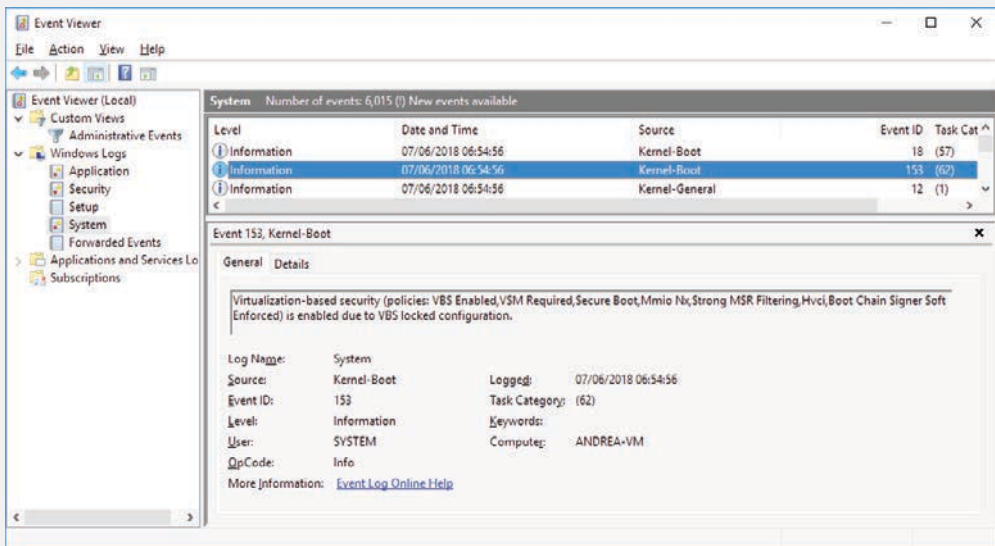 Event Viewer
File Action View Help
Event Viewer (Local)
Custom Views
Administrative Events
Windows Logs
Application
Security
Setup
System
Forwarded Events
Applications and Services Lo
Subscriptions
System Number of events: 6,015 (!) New events available
Level Date and Time Source Event ID Task Cat
Information 07/06/2018 06:54:56 Kernel-Boot 18 (57)
Information 07/06/2018 06:54:56 Kernel-Boot 153 (62)
Information 07/06/2018 06:54:56 Kernel-General 12 (1)
Event 153, Kernel-Boot
General Details
Virtualization-based security (policies: VBS Enabled,VSM Required,Secure Boot,Mmio Nx,Strong MSR Filtering,Hvci,Boot Chain Signer Soft
Enforced) is enabled due to VBS locked configuration.
Log Name: System
Source: Kernel-Boot Logged: 07/06/2018 06:54:56
Event ID: 153 Task Category: (62)
Level: Information Keywords:
User: SYSTEM Computer: ANDREA-VM
OpCode: Info
More Information: Event Log Online Help